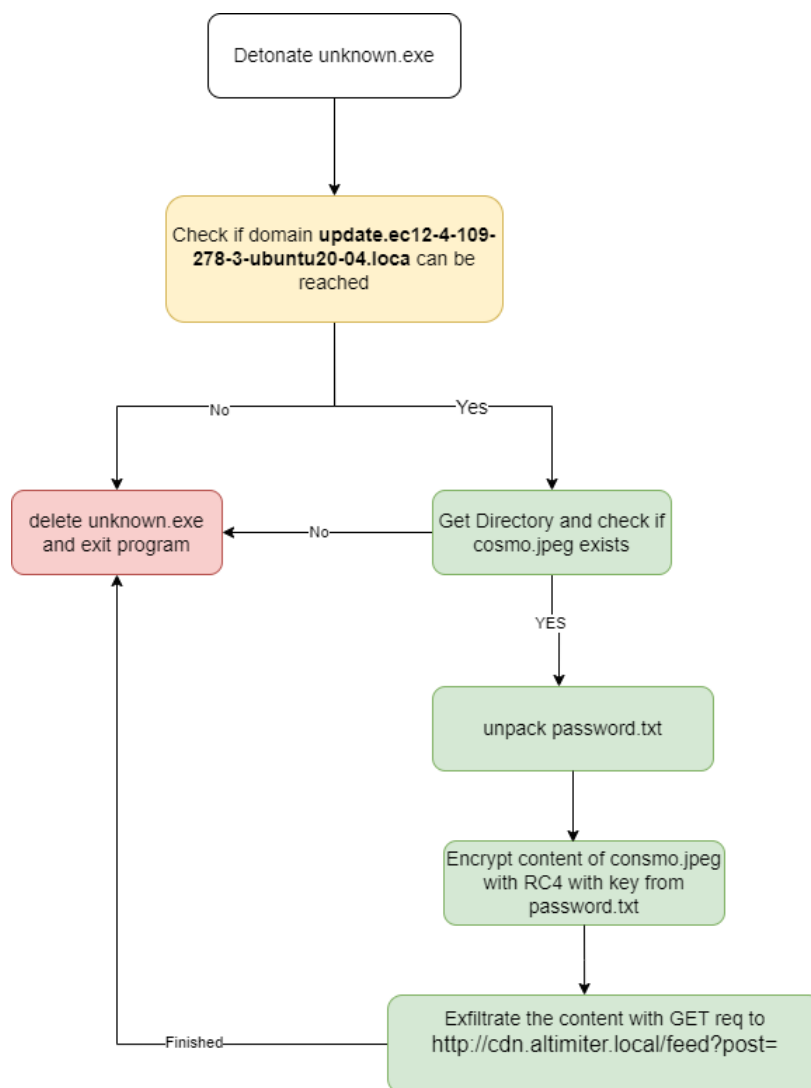 Detonate unknown.exe
Check if domain update.ec12-4-109-
278-3-ubuntu20-04.loca can be
reached
No
Yes
delete unknown.exe
and exit program
No
Get Directory and check if
cosmo.jpeg exists
YES
unpack password.txt
Encrypt content of consmo.jpeg
with RC4 with key from
password.txt
Exfiltrate the content with GET req to
http://cdn.altimiter.local/feed?post=
Finished